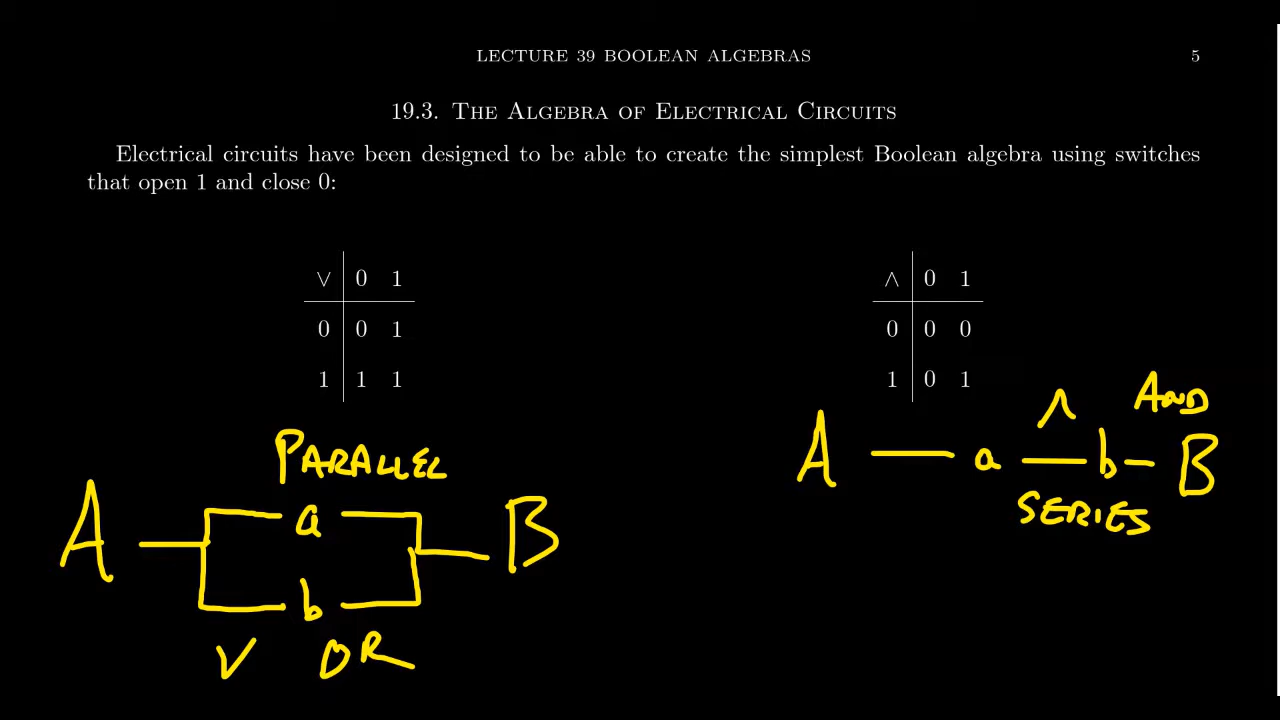 LECTURE 39 BOOLEAN ALGEBRAS 5
19.3. THE ALGEBRA OF ELECTRICAL CIRCUITS
Electrical circuits have been designed to be able to create the simplest Boolean algebra using switches
that open 1 and close 0:
∨ 0 1
0 0 1
1 1 1
∧ 0 1
0 0 0
1 0 1
PARALLEL
A a B
b
V OR
∧ AND
A a b B
SERIES